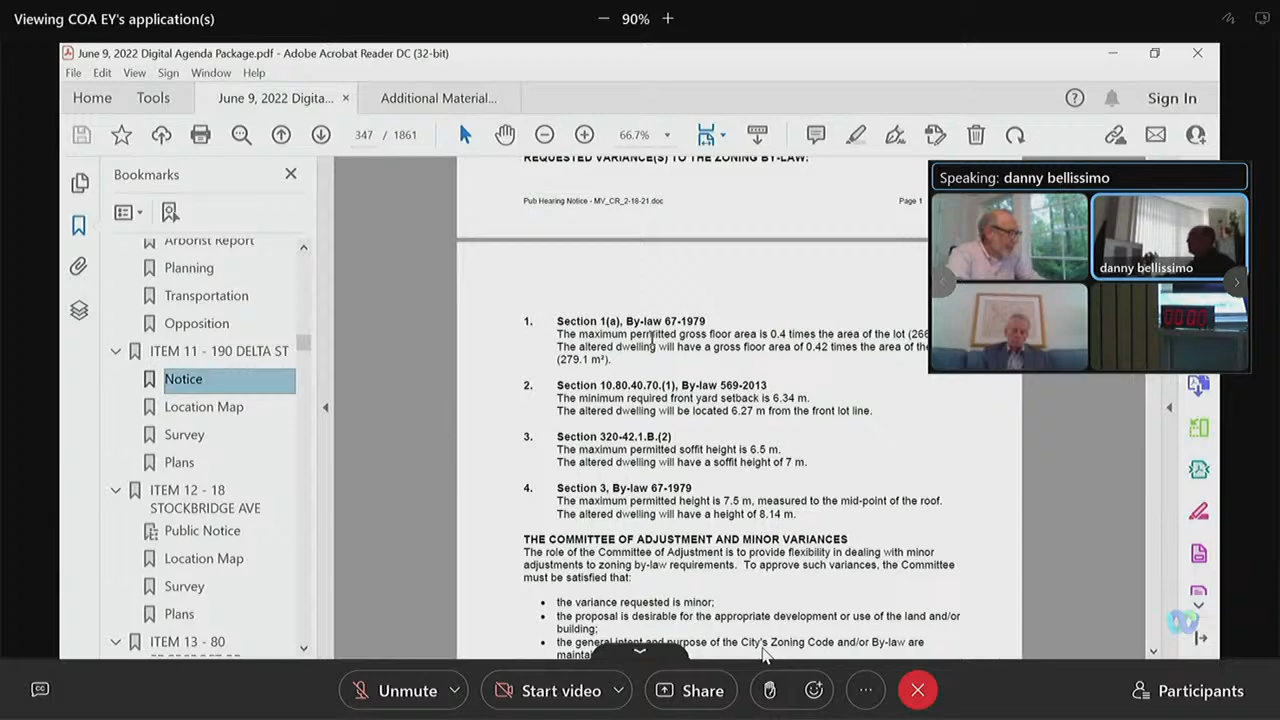 Viewing COA EY's application(s)
90%
June 9, 2022 Digital Agenda Package.pdf - Adobe Acrobat Reader DC (32-bit)
File Edit View Sign Window Help
Home Tools June 9, 2022 Digita... × Additional Material... Sign In
347 / 1861 66.7%
Bookmarks
Arborist Report
Planning
Transportation
Opposition
ITEM 11 - 190 DELTA ST
Notice
Location Map
Survey
Plans
ITEM 12 - 18
STOCKBRIDGE AVE
Public Notice
Location Map
Survey
Plans
ITEM 13 - 80
REQUESTED VARIANCE(S) TO THE ZONING BY-LAW:
Pub Hearing Notice - MV_CR_2-18-21.doc Page 1
1. Section 1(a), By-law 67-1979
The maximum permitted gross floor area is 0.4 times the area of the lot (266
The altered dwelling will have a gross floor area of 0.42 times the area of the
(279.1 m²).
2. Section 10.80.40.70.(1), By-law 569-2013
The minimum required front yard setback is 6.34 m.
The altered dwelling will be located 6.27 m from the front lot line.
3. Section 320-42.1.B.(2)
The maximum permitted soffit height is 6.5 m.
The altered dwelling will have a soffit height of 7 m.
4. Section 3, By-law 67-1979
The maximum permitted height is 7.5 m, measured to the mid-point of the roof.
The altered dwelling will have a height of 8.14 m.
THE COMMITTEE OF ADJUSTMENT AND MINOR VARIANCES
The role of the Committee of Adjustment is to provide flexibility in dealing with minor
adjustments to zoning by-law requirements. To approve such variances, the Committee
must be satisfied that:
• the variance requested is minor;
• the proposal is desirable for the appropriate development or use of the land and/or
building;
• the general intent and purpose of the City's Zoning Code and/or By-law are
Speaking: danny bellissimo
danny bellissimo
00:00
Unmute Start video Share Participants